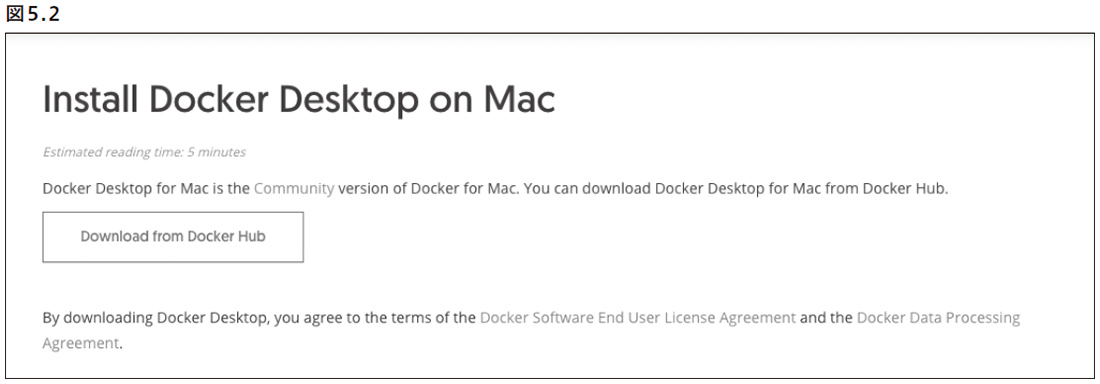 図5.2
Install Docker Desktop on Mac
Estimated reading time: 5 minutes
Docker Desktop for Mac is the Community version of Docker for Mac. You can download Docker Desktop for Mac from Docker Hub.
Download from Docker Hub
By downloading Docker Desktop, you agree to the terms of the Docker Software End User License Agreement and the Docker Data Processing
Agreement.